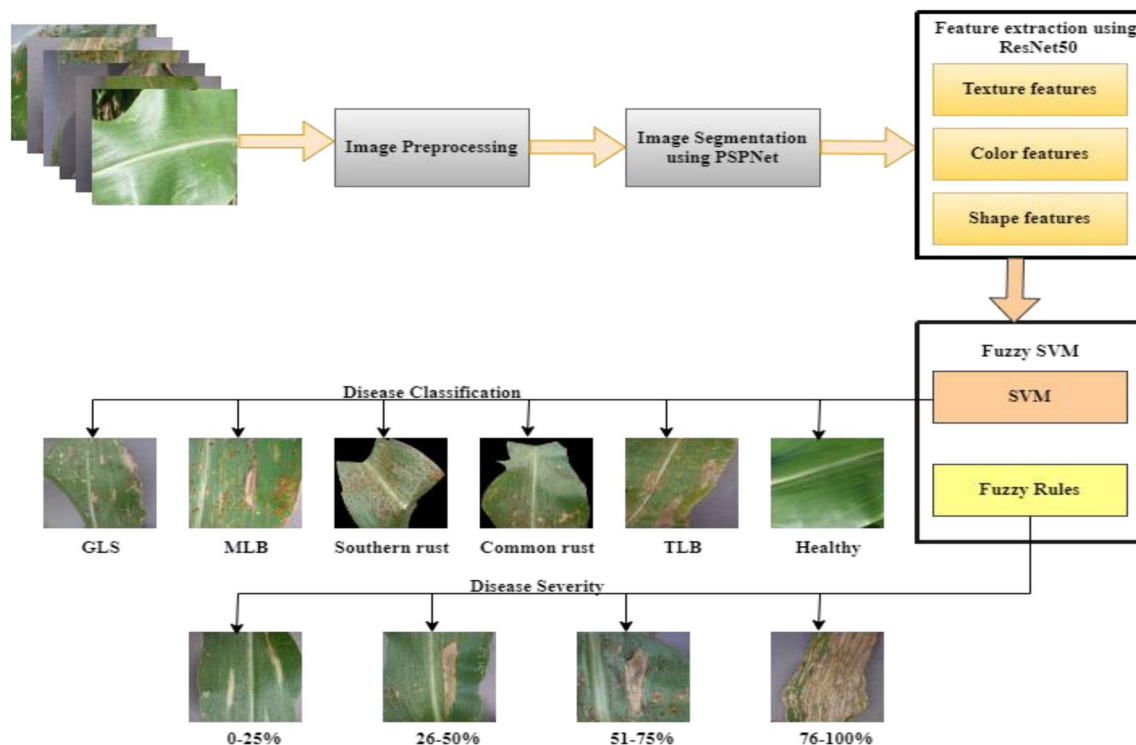 Feature extraction using
ResNet50
Texture features
Image Preprocessing
Image Segmentation
using PSPNet
Color features
Shape features
Fuzzy SVM
Disease Classification
SVM
Fuzzy Rules
GLS
MLB
Southern rust
Common rust
TLB
Healthy
Disease Severity
0-25%
26-50%
51-75%
76-100%